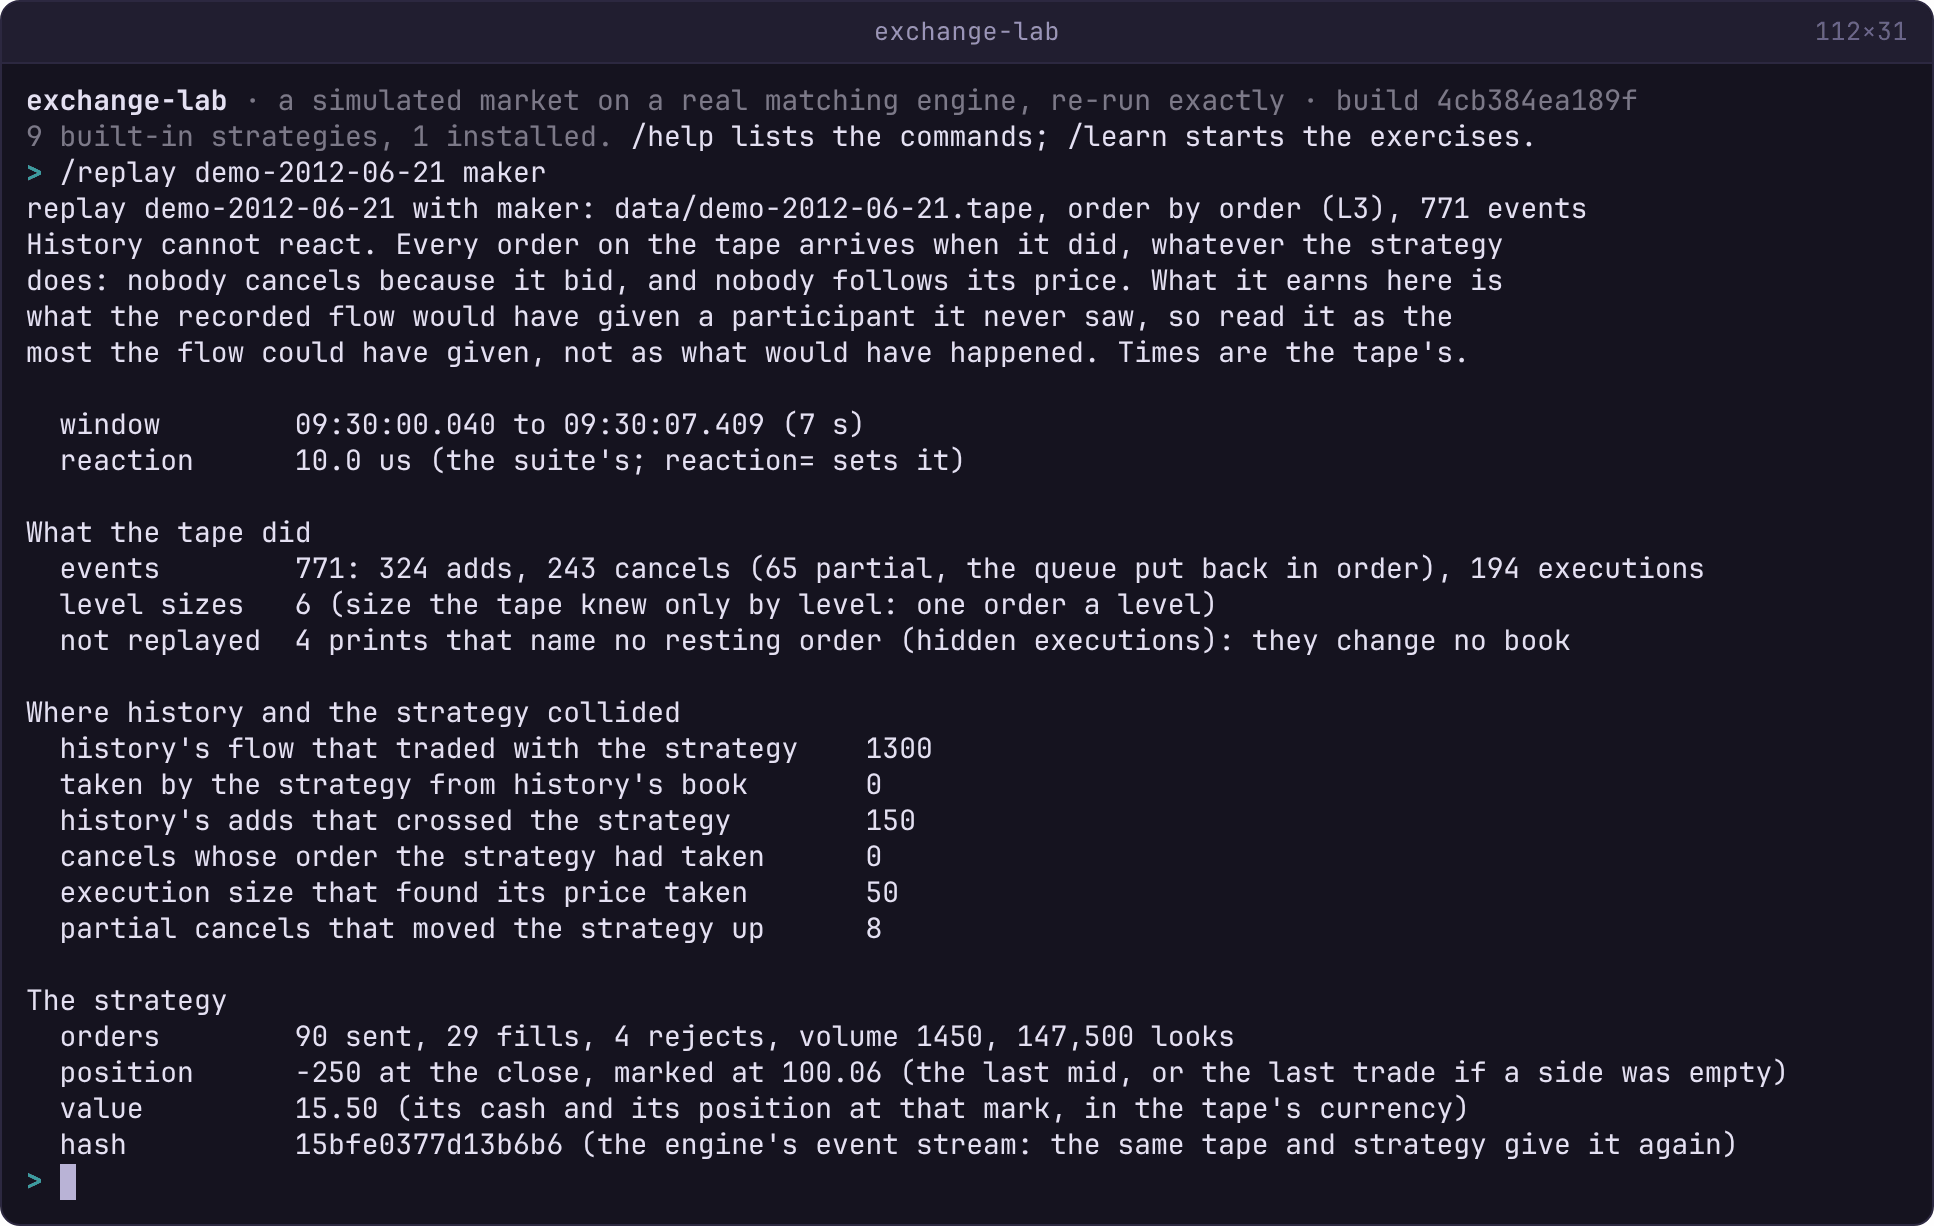 exchange-lab
112×31
exchange-lab · a simulated market on a real matching engine, re-run exactly · build 4cb384ea189f
9 built-in strategies, 1 installed. /help lists the commands; /learn starts the exercises.
> /replay demo-2012-06-21 maker
replay demo-2012-06-21 with maker: data/demo-2012-06-21.tape, order by order (L3), 771 events
History cannot react. Every order on the tape arrives when it did, whatever the strategy
does: nobody cancels because it bid, and nobody follows its price. What it earns here is
what the recorded flow would have given a participant it never saw, so read it as the
most the flow could have given, not as what would have happened. Times are the tape's.
window 09:30:00.040 to 09:30:07.409 (7 s)
reaction 10.0 us (the suite's; reaction= sets it)
What the tape did
events 771: 324 adds, 243 cancels (65 partial, the queue put back in order), 194 executions
level sizes 6 (size the tape knew only by level: one order a level)
not replayed 4 prints that name no resting order (hidden executions): they change no book
Where history and the strategy collided
history's flow that traded with the strategy 1300
taken by the strategy from history's book 0
history's adds that crossed the strategy 150
cancels whose order the strategy had taken 0
execution size that found its price taken 50
partial cancels that moved the strategy up 8
The strategy
orders 90 sent, 29 fills, 4 rejects, volume 1450, 147,500 looks
position -250 at the close, marked at 100.06 (the last mid, or the last trade if a side was empty)
value 15.50 (its cash and its position at that mark, in the tape's currency)
hash 15bfe0377d13b6b6 (the engine's event stream: the same tape and strategy give it again)
>